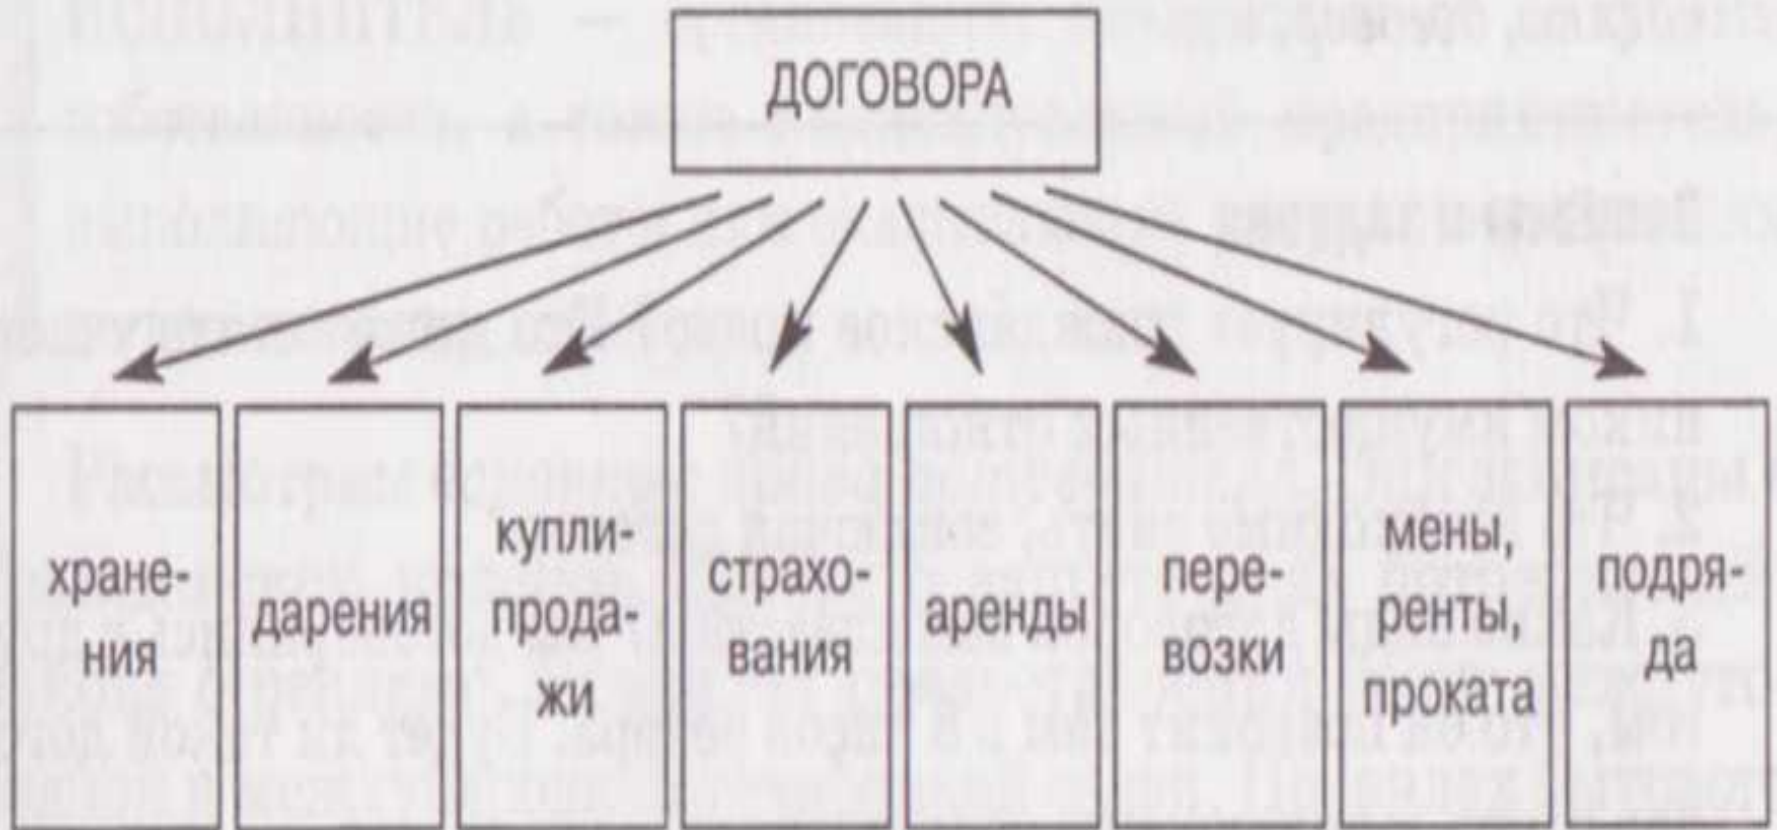 ДОГОВОРА
хране-
ния
дарения
купли-
прода-
жи
страхо-
вания
аренды
пере-
возки
мены,
ренты,
проката
подря-
да